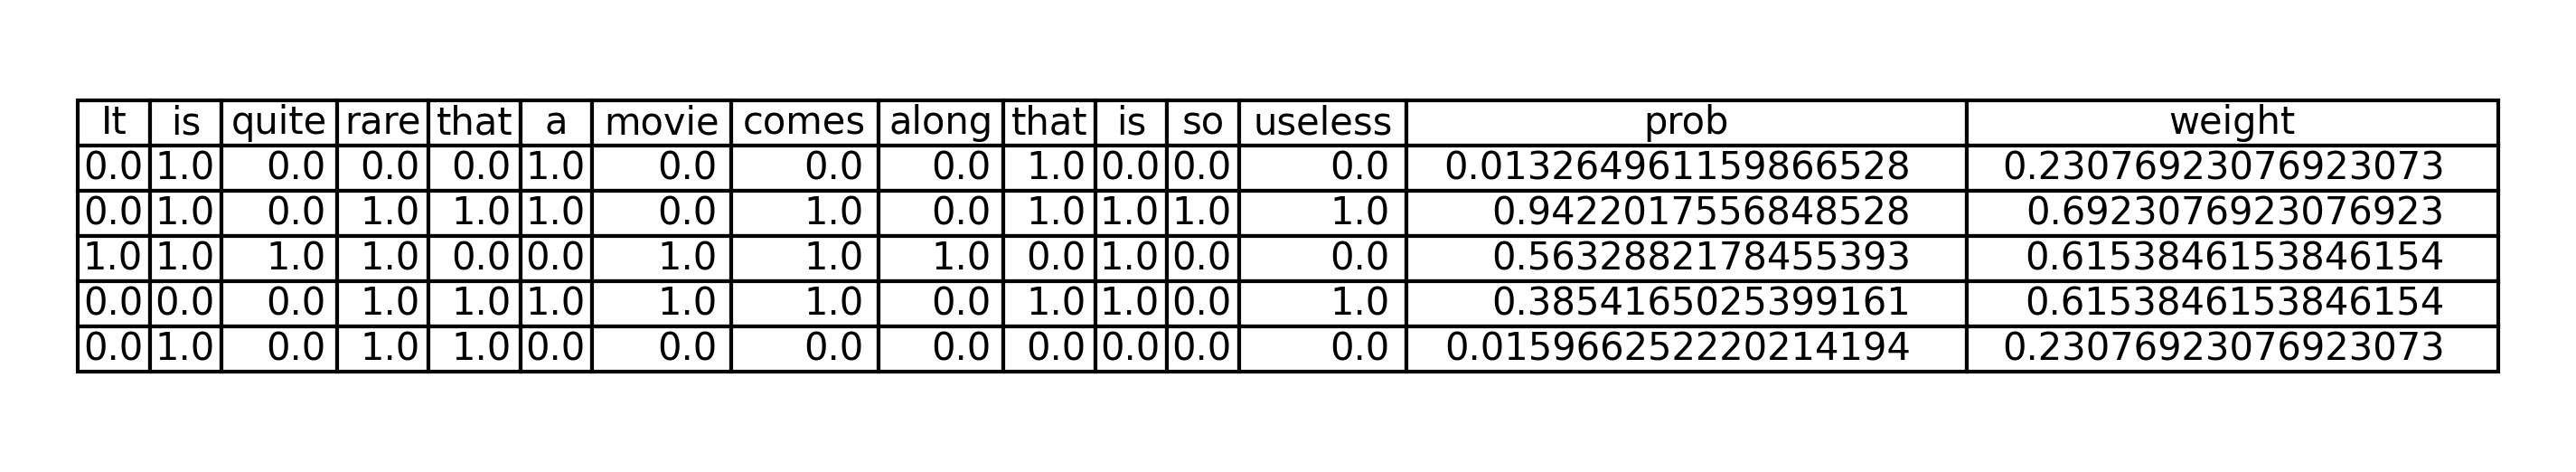 It is quite rare that a movie comes along that is so useless prob weight
0.0 1.0 0.0 0.0 0.0 1.0 0.0 0.0 0.0 1.0 0.0 0.0 0.0 0.013264961159866528 0.23076923076923073
0.0 1.0 0.0 1.0 1.0 1.0 0.0 1.0 0.0 1.0 1.0 1.0 1.0 0.9422017556848528 0.6923076923076923
1.0 1.0 1.0 1.0 0.0 0.0 1.0 1.0 1.0 0.0 1.0 0.0 0.0 0.5632882178455393 0.6153846153846154
0.0 0.0 0.0 1.0 1.0 1.0 1.0 1.0 0.0 1.0 1.0 0.0 1.0 0.3854165025399161 0.6153846153846154
0.0 1.0 0.0 1.0 1.0 0.0 0.0 0.0 0.0 0.0 0.0 0.0 0.0 0.015966252220214194 0.23076923076923073